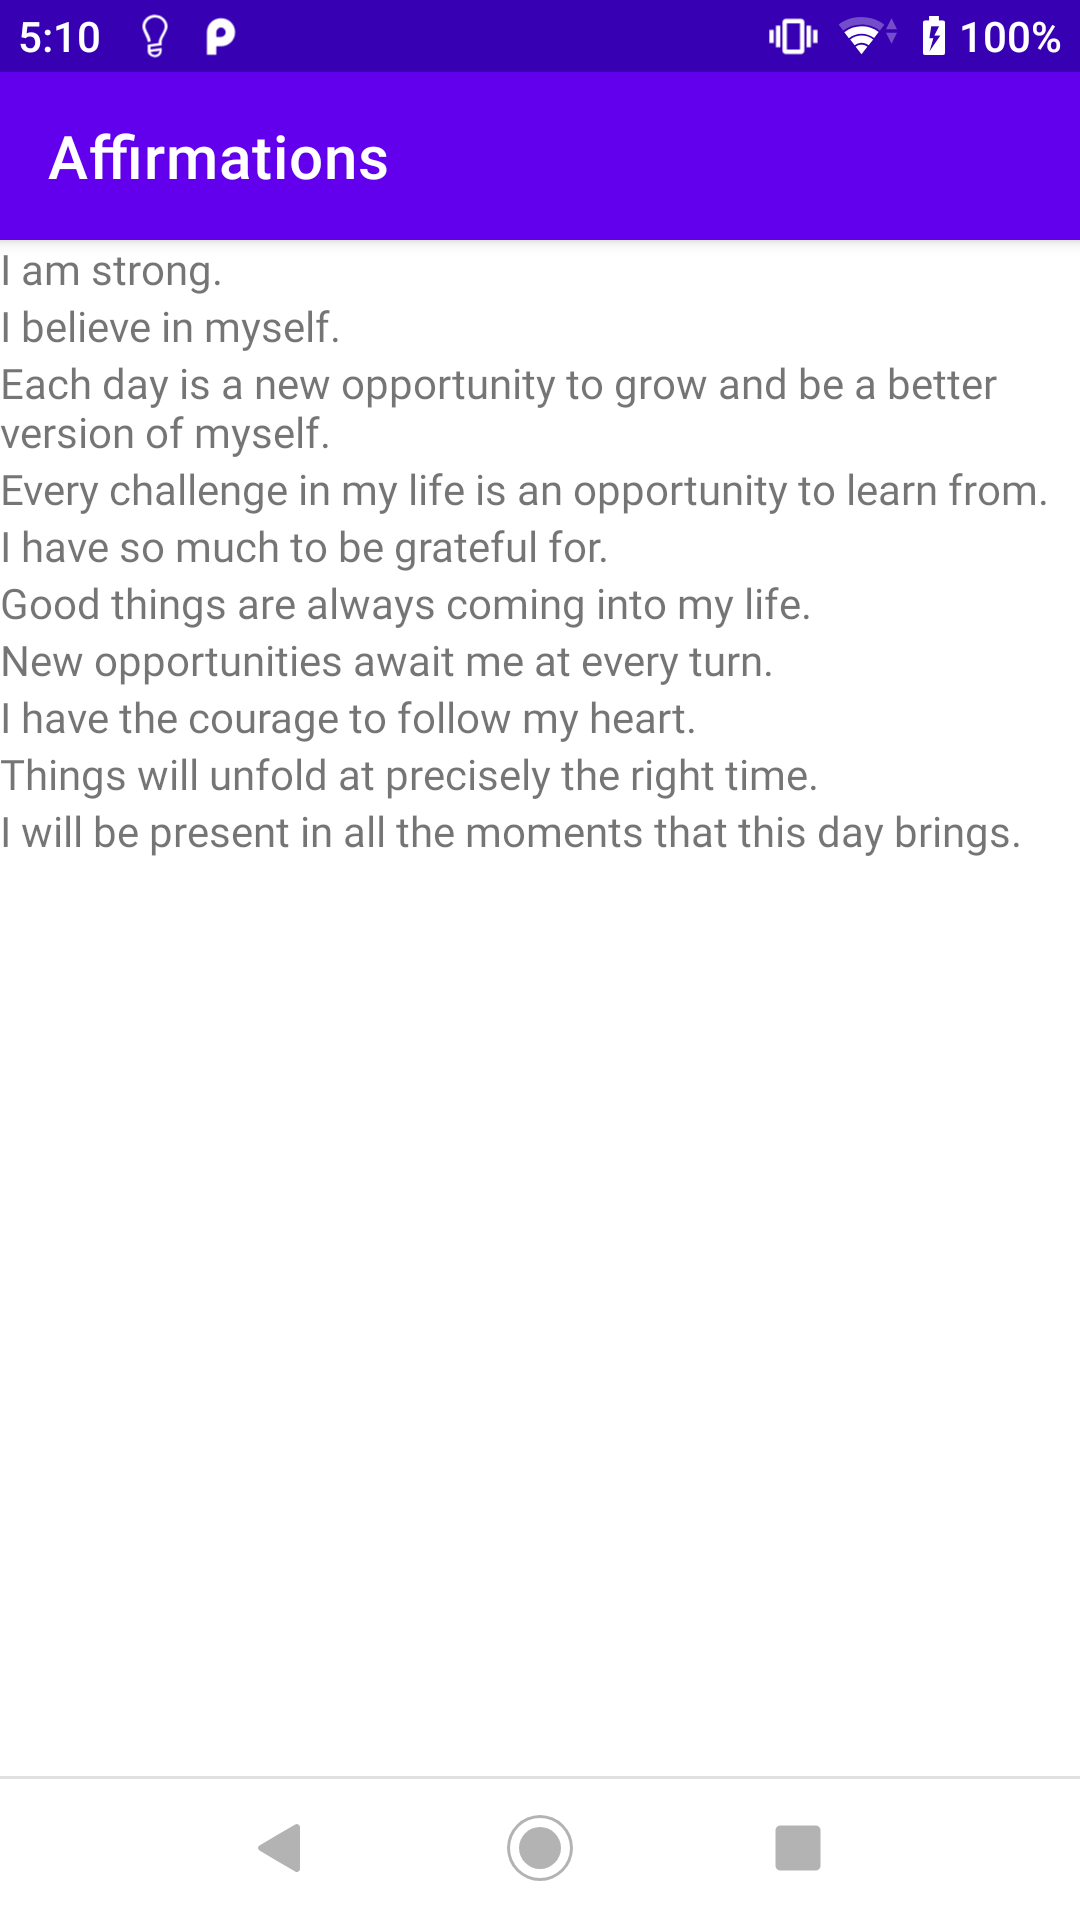 5:10 100%
Affirmations
I am strong.
I believe in myself.
Each day is a new opportunity to grow and be a better
version of myself.
Every challenge in my life is an opportunity to learn from.
I have so much to be grateful for.
Good things are always coming into my life.
New opportunities await me at every turn.
I have the courage to follow my heart.
Things will unfold at precisely the right time.
I will be present in all the moments that this day brings.